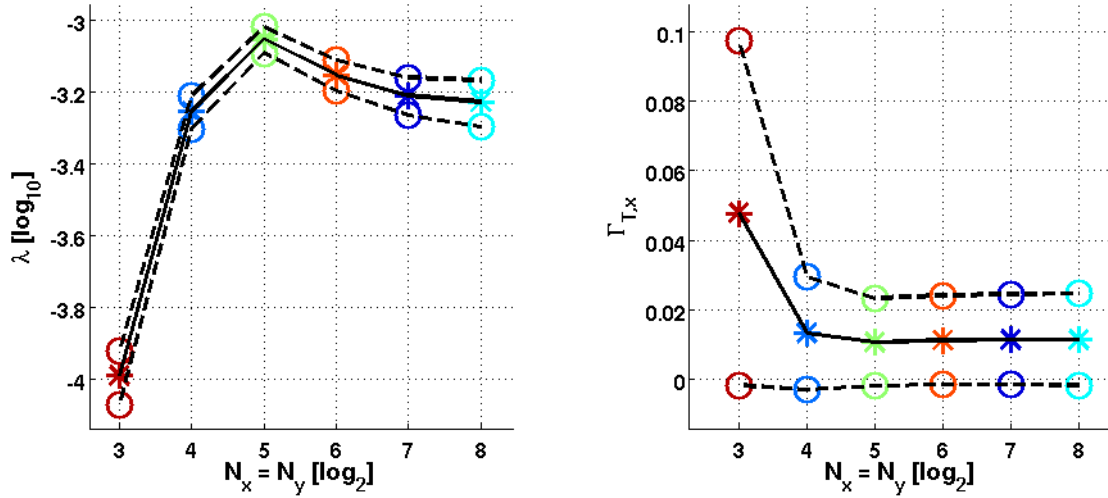 -3
-3.2
-3.4
-3.6
-3.8
-4
λ [log10]
3 4 5 6 7 8
Nx = Ny [log2]
0.1
0.08
0.06
0.04
0.02
0
ΓT,x
3 4 5 6 7 8
Nx = Ny [log2]